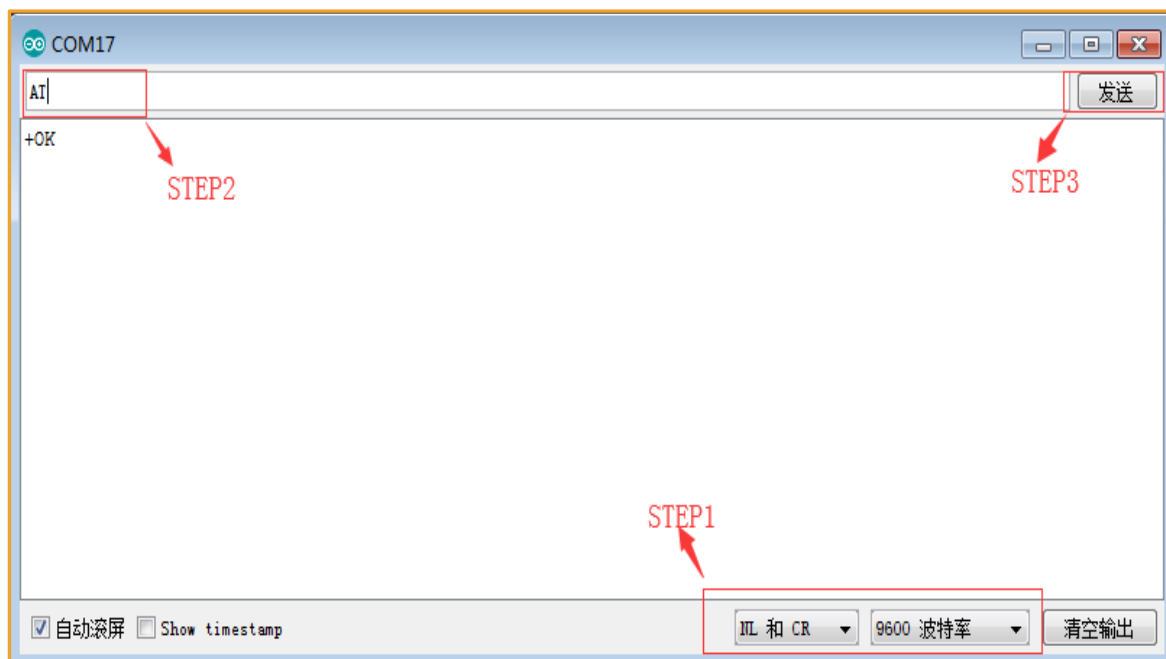 COM17
AT
发送
+OK
STEP2
STEP3
STEP1
自动滚屏 Show timestamp
NL 和 CR
9600 波特率
清空输出